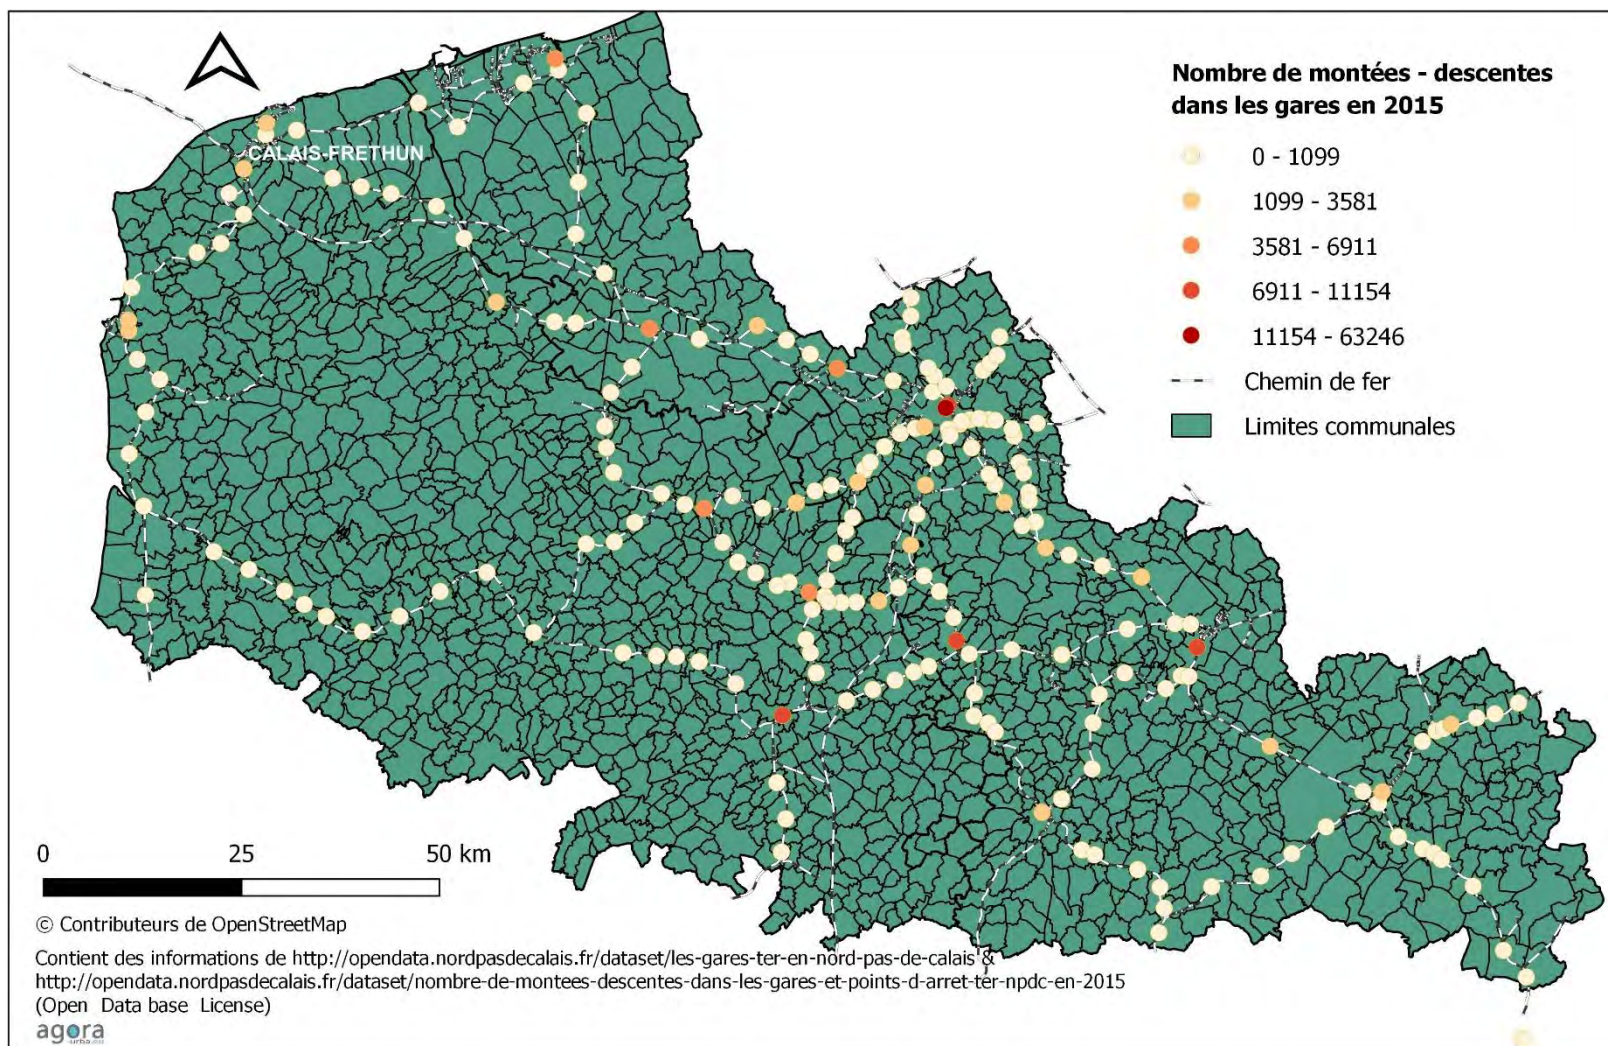 Nombre de montées - descentes
dans les gares en 2015
0 - 1099
1099 - 3581
3581 - 6911
6911 - 11154
11154 - 63246
Chemin de fer
Limites communales
CALAIS-FRETHUN
0 25 50 km
© Contributeurs de OpenStreetMap
Contient des informations de http://opendata.nordpasdecalais.fr/dataset/les-gares-ter-en-nord-pas-de-calais &
http://opendata.nordpasdecalais.fr/dataset/nombre-de-montees-descentes-dans-les-gares-et-points-d-arret-ter-npdc-en-2015
(Open Data base License)
agora
urba.eu